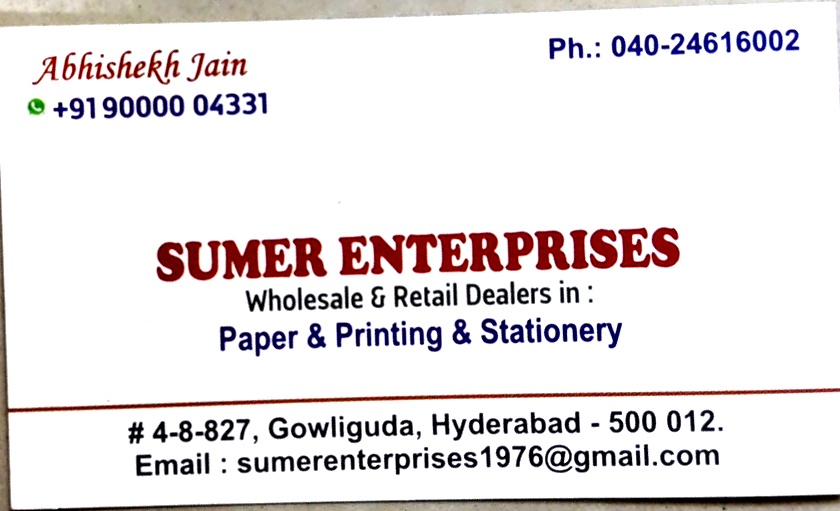 Abhishekh Jain
+91 90000 04331
Ph.: 040-24616002
SUMER ENTERPRISES
Wholesale & Retail Dealers in :
Paper & Printing & Stationery
# 4-8-827, Gowliguda, Hyderabad - 500 012.
Email : sumerenterprises1976@gmail.com